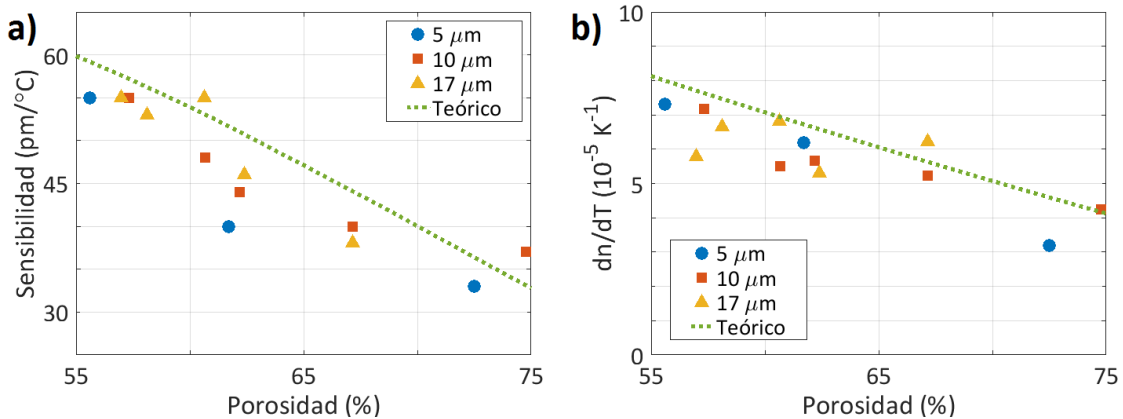 a)
Sensibilidad (pm/°C)
60
45
30
5 μm
10 μm
17 μm
Teórico
55
65
75
Porosidad (%)
b)
dn/dT (10⁻⁵ K⁻¹)
10
5
0
5 μm
10 μm
17 μm
Teórico
55
65
75
Porosidad (%)